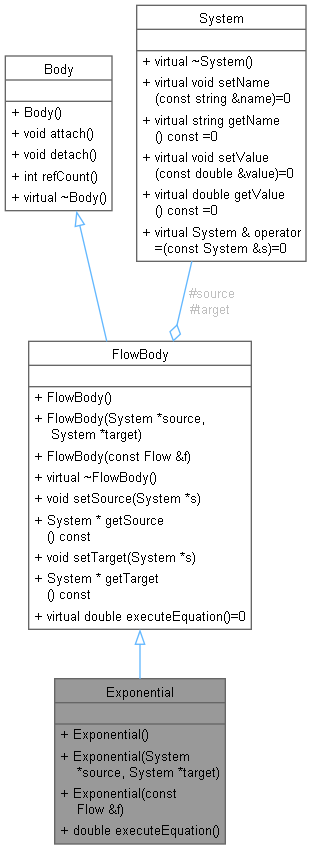 System
+ virtual ~System()
+ virtual void setName
(const string &name)=0
+ virtual string getName
() const =0
+ virtual void setValue
(const double &value)=0
+ virtual double getValue
() const =0
+ virtual System & operator
=(const System &s)=0
Body
+ Body()
+ void attach()
+ void detach()
+ int refCount()
+ virtual ~Body()
#source
#target
FlowBody
+ FlowBody()
+ FlowBody(System *source,
System *target)
+ FlowBody(const Flow &f)
+ virtual ~FlowBody()
+ void setSource(System *s)
+ System * getSource
() const
+ void setTarget(System *s)
+ System * getTarget
() const
+ virtual double executeEquation()=0
Exponential
+ Exponential()
+ Exponential(System
*source, System *target)
+ Exponential(const
Flow &f)
+ double executeEquation()